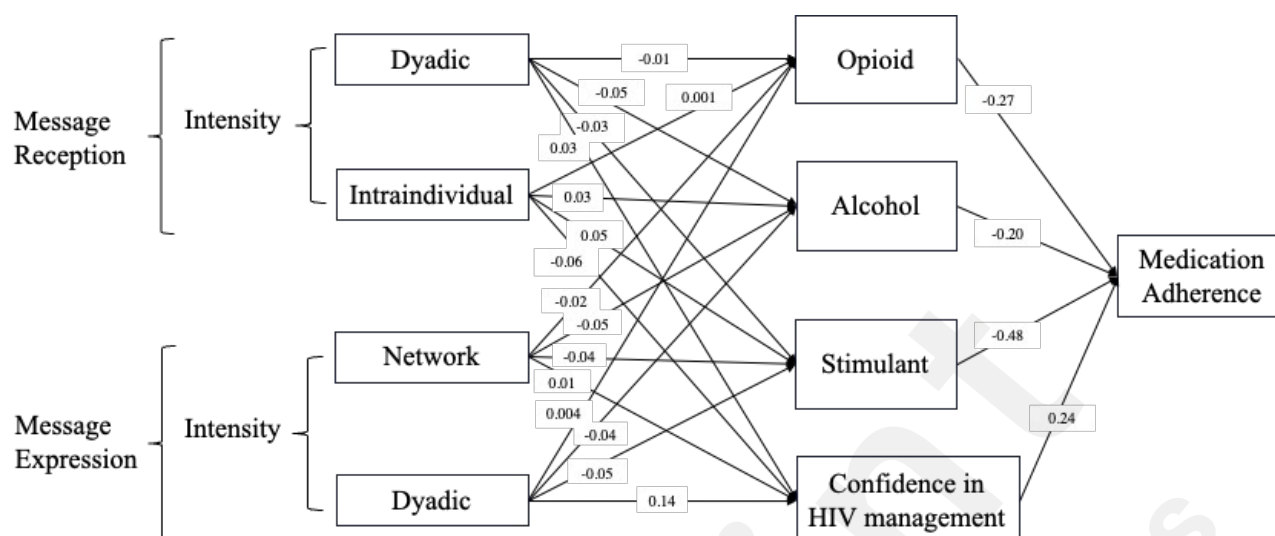 Message
Reception
Intensity
Dyadic
Intraindividual
Message
Expression
Intensity
Network
Dyadic
-0.01
-0.05
0.001
-0.03
0.03
0.03
0.05
-0.06
-0.02
-0.05
-0.04
0.01
0.004
-0.04
-0.05
0.14
Opioid
Alcohol
Stimulant
Confidence in
HIV management
-0.27
-0.20
-0.48
0.24
Medication
Adherence